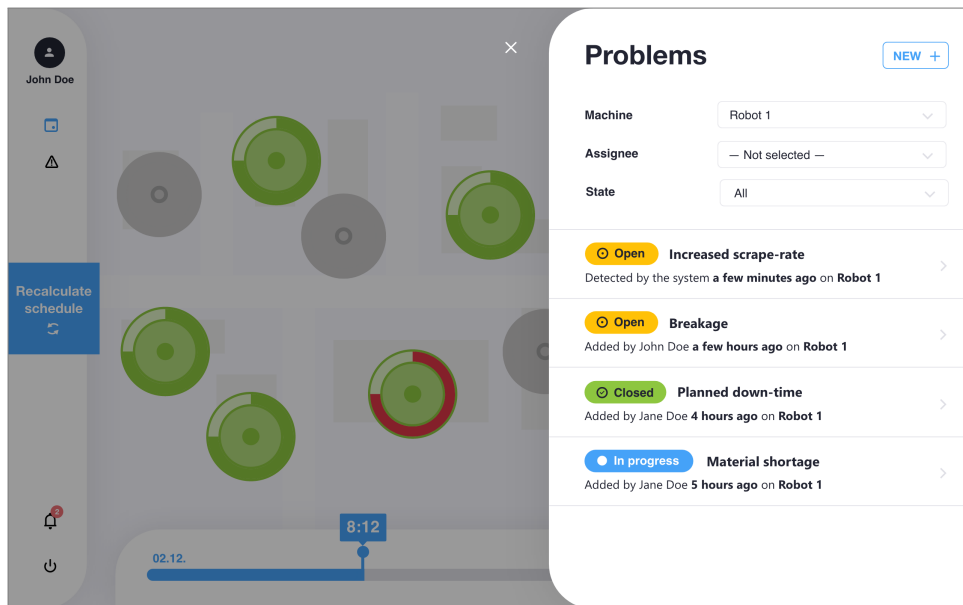 John Doe
Recalculate
schedule
2
8:12
02.12.
Problems
NEW +
Machine
Robot 1
Assignee
— Not selected —
State
All
Open Increased scrape-rate
Detected by the system a few minutes ago on Robot 1
Open Breakage
Added by John Doe a few hours ago on Robot 1
Closed Planned down-time
Added by Jane Doe 4 hours ago on Robot 1
In progress Material shortage
Added by Jane Doe 5 hours ago on Robot 1